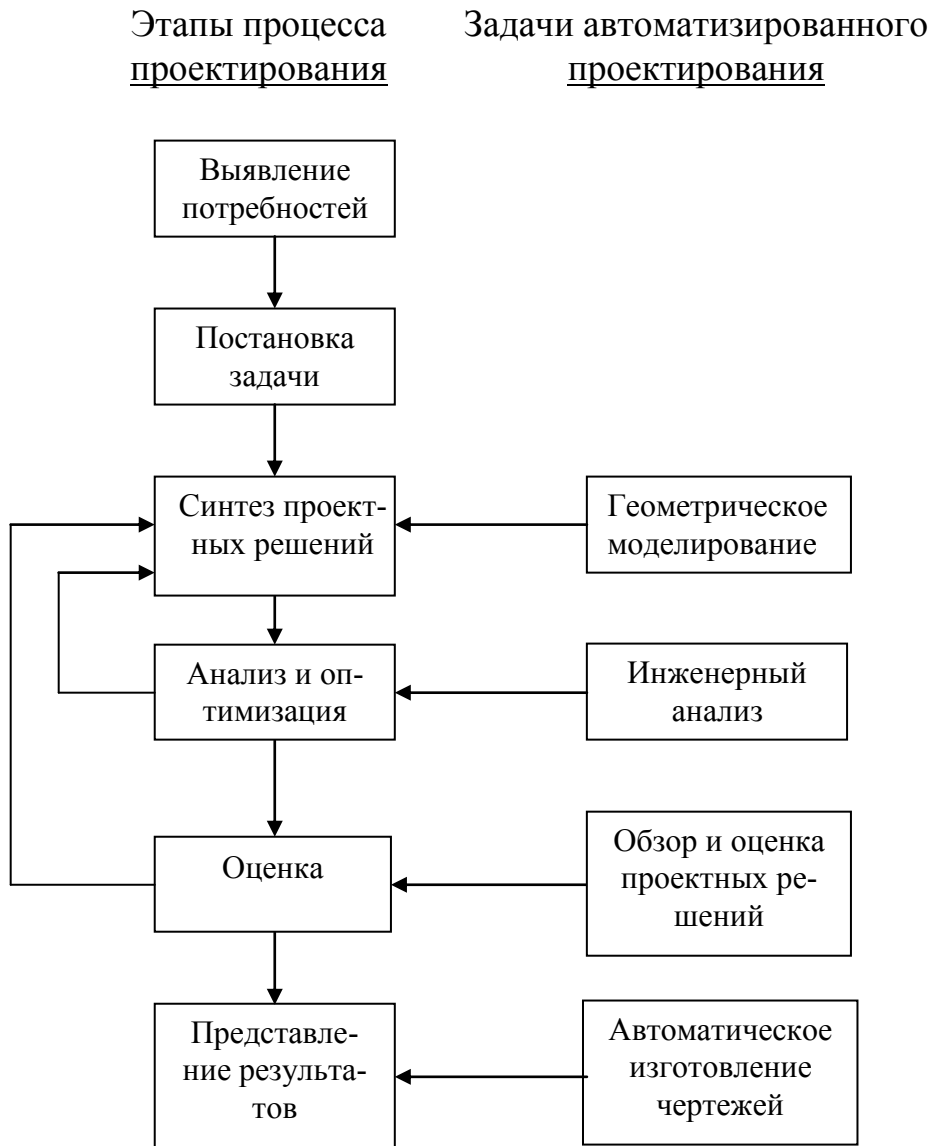 Этапы процесса
проектирования
Задачи автоматизированного
проектирования
Выявление
потребностей
Постановка
задачи
Синтез проект-
ных решений
Геометрическое
моделирование
Анализ и оп-
тимизация
Инженерный
анализ
Оценка
Обзор и оценка
проектных ре-
шений
Представле-
ние результа-
тов
Автоматическое
изготовление
чертежей